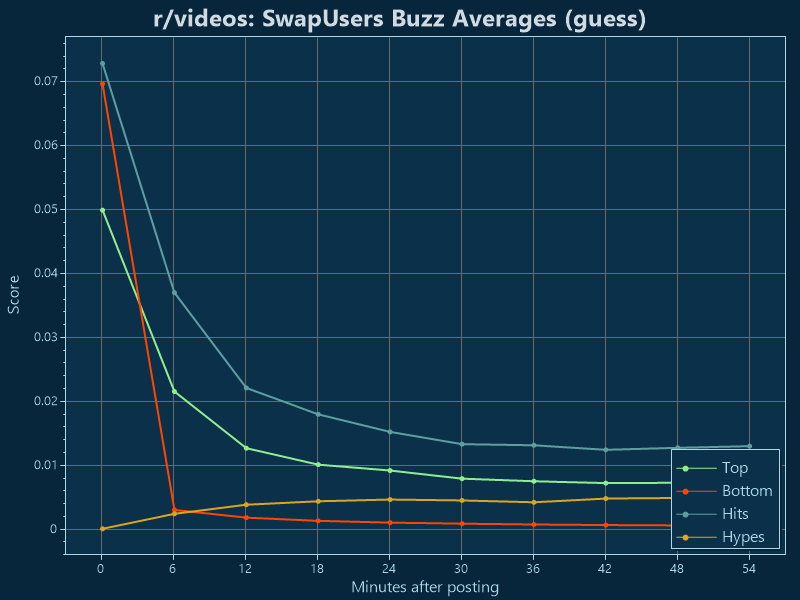 r/videos: SwapUsers Buzz Averages (guess)
Score
0.07
0.06
0.05
0.04
0.03
0.02
0.01
0
Top
Bottom
Hits
Hypes
0 6 12 18 24 30 36 42 48 54
Minutes after posting